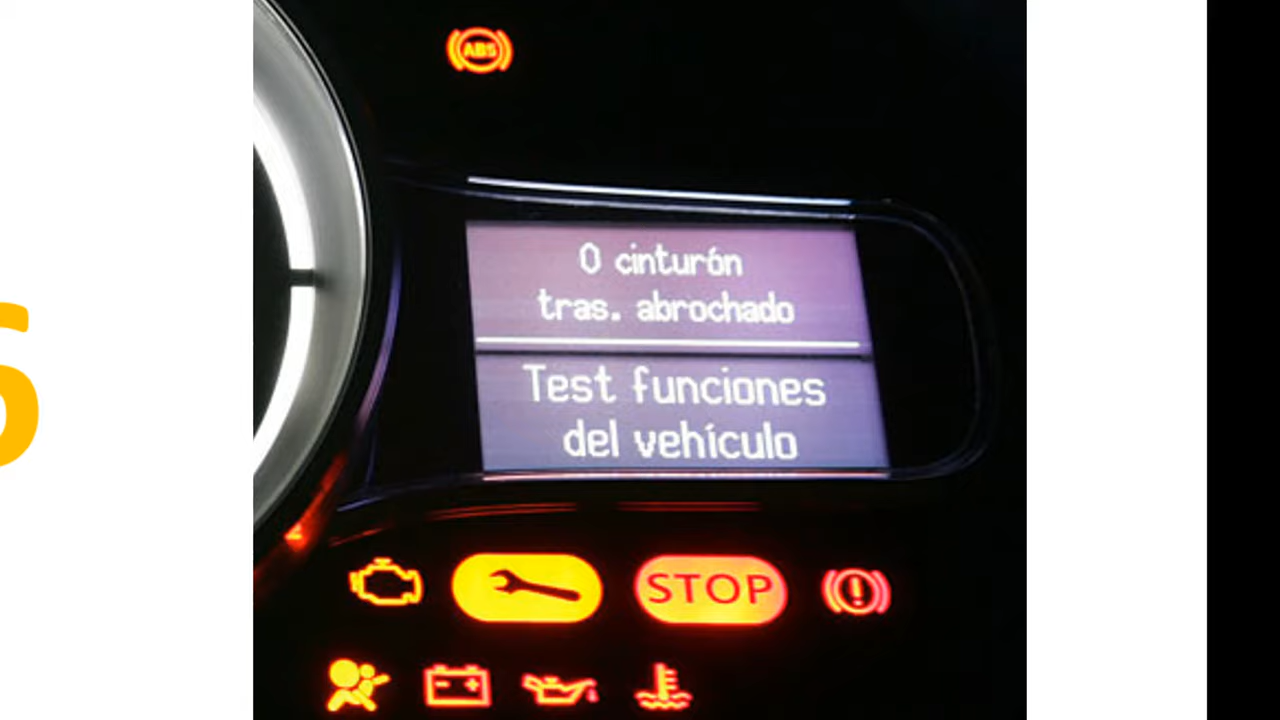 ABS
0 cinturón
tras. abrochado
Test funciones
del vehículo
STOP